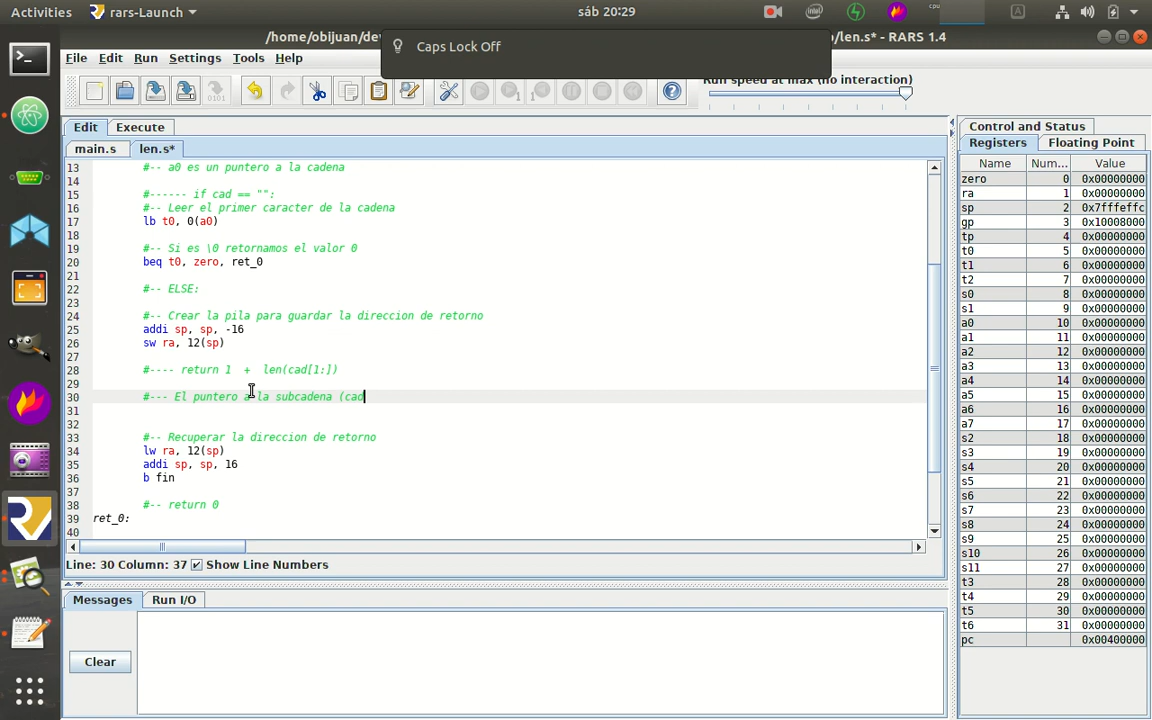 Activities rars-Launch sáb 20:29
/home/obijuan/de /len.s* - RARS 1.4
Caps Lock Off
File Edit Run Settings Tools Help
Run speed at max (no interaction)
Edit Execute
main.s len.s*
13 #-- a0 es un puntero a la cadena
14
15 #------ if cad == "":
16 #-- Leer el primer caracter de la cadena
17 lb t0, 0(a0)
18
19 #-- Si es \0 retornamos el valor 0
20 beq t0, zero, ret_0
21
22 #-- ELSE:
23
24 #-- Crear la pila para guardar la direccion de retorno
25 addi sp, sp, -16
26 sw ra, 12(sp)
27
28 #---- return 1 + len(cad[1:])
29
30 #--- El puntero a la subcadena (cad
31
32
33 #-- Recuperar la direccion de retorno
34 lw ra, 12(sp)
35 addi sp, sp, 16
36 b fin
37
38 #-- return 0
39 ret_0:
40
Line: 30 Column: 37 Show Line Numbers
Messages Run I/O
Clear
Control and Status
Registers Floating Point
Name Num... Value
zero 0 0x00000000
ra 1 0x00000000
sp 2 0x7fffeffc
gp 3 0x10008000
tp 4 0x00000000
t0 5 0x00000000
t1 6 0x00000000
t2 7 0x00000000
s0 8 0x00000000
s1 9 0x00000000
a0 10 0x00000000
a1 11 0x00000000
a2 12 0x00000000
a3 13 0x00000000
a4 14 0x00000000
a5 15 0x00000000
a6 16 0x00000000
a7 17 0x00000000
s2 18 0x00000000
s3 19 0x00000000
s4 20 0x00000000
s5 21 0x00000000
s6 22 0x00000000
s7 23 0x00000000
s8 24 0x00000000
s9 25 0x00000000
s10 26 0x00000000
s11 27 0x00000000
t3 28 0x00000000
t4 29 0x00000000
t5 30 0x00000000
t6 31 0x00000000
pc 0x00400000